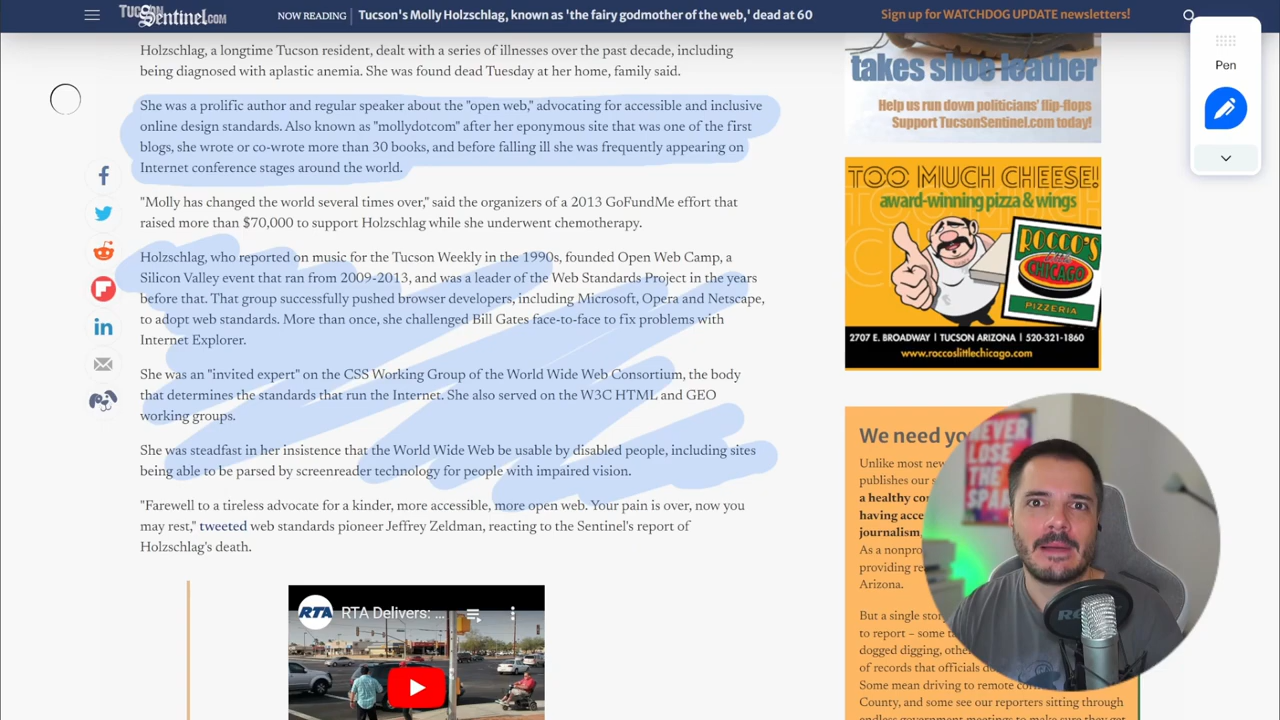 TUCSON
Sentinel.COM
NOW READING
Tucson's Molly Holzschlag, known as 'the fairy godmother of the web,' dead at 60
Sign up for WATCHDOG UPDATE newsletters!
Pen
Holzschlag, a longtime Tucson resident, dealt with a series of illness over the past decade, including
being diagnosed with aplastic anemia. She was found dead Tuesday at her home, family said.
She was a prolific author and regular speaker about the "open web," advocating for accessible and inclusive
online design standards. Also known as "mollydotcom" after her eponymous site that was one of the first
blogs, she wrote or co-wrote more than 30 books, and before falling ill she was frequently appearing on
Internet conference stages around the world.
"Molly has changed the world several times over," said the organizers of a 2013 GoFundMe effort that
raised more than $70,000 to support Holzschlag while she underwent chemotherapy.
Holzschlag, who reported on music for the Tucson Weekly in the 1990s, founded Open Web Camp, a
Silicon Valley event that ran from 2009-2013, and was a leader of the Web Standards Project in the years
before that. That group successfully pushed browser developers, including Microsoft, Opera and Netscape,
to adopt web standards. More than once, she challenged Bill Gates face-to-face to fix problems with
Internet Explorer.
She was an "invited expert" on the CSS Working Group of the World Wide Web Consortium, the body
that determines the standards that run the Internet. She also served on the W3C HTML and GEO
working groups.
She was steadfast in her insistence that the World Wide Web be usable by disabled people, including sites
being able to be parsed by screenreader technology for people with impaired vision.
"Farewell to a tireless advocate for a kinder, more accessible, more open web. Your pain is over, now you
may rest," tweeted web standards pioneer Jeffrey Zeldman, reacting to the Sentinel's report of
Holzschlag's death.
RTA
RTA Delivers: ...
takes shoe leather
Help us run down politicians' flip-flops
Support TucsonSentinel.com today!
TOO MUCH CHEESE!
award-winning pizza & wings
ROCCO'S
little
CHICAGO
PIZZERIA
2707 E. BROADWAY | TUCSON ARIZONA | 520-321-1860
www.roccoslittlechicago.com
We need
Unlike most
publishes our
a healthy
having
journalism
As a nonprofit
providing
Arizona.
But a single
to report – some
dogged digging,
of records that officials
Some mean driving to remote
County, and some see our reporters sitting through
endless government meetings to make sure they get
NEVER
LOSE
THE